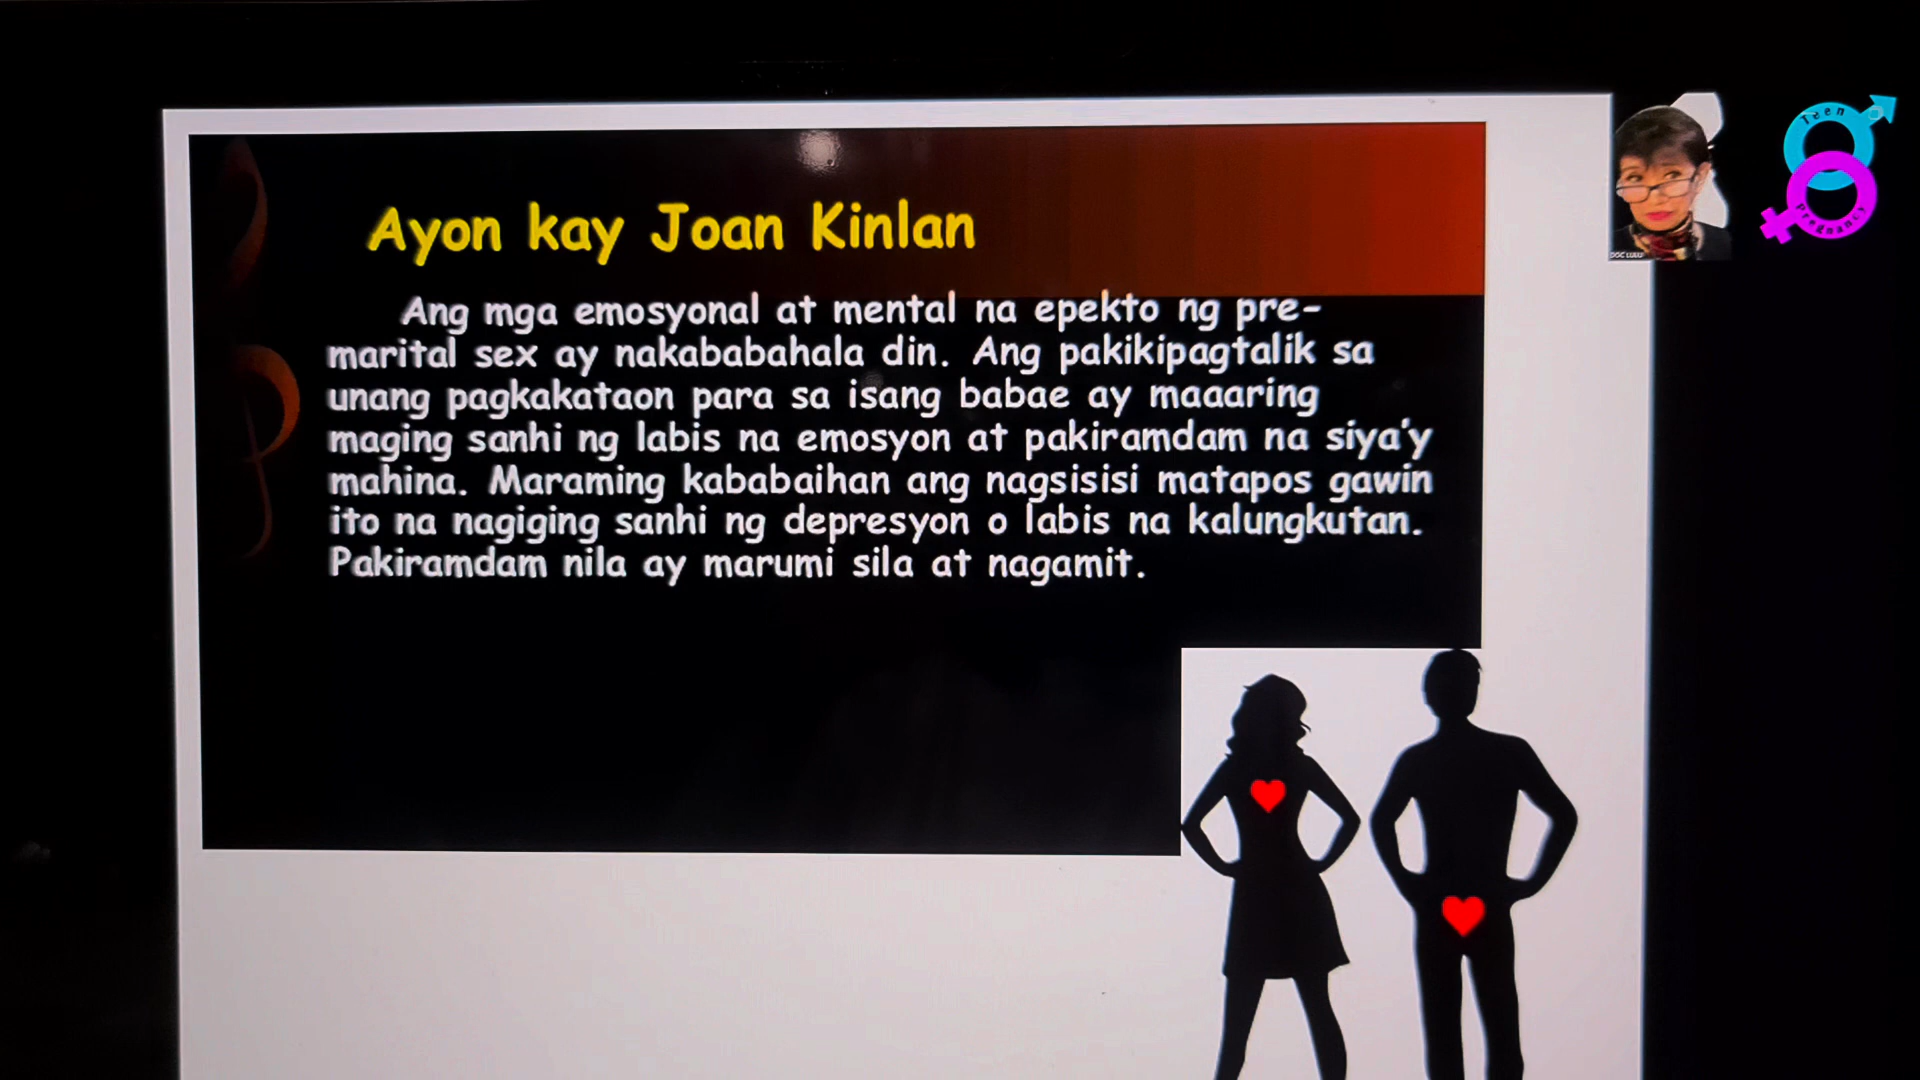 Ayon kay Joan Kinlan
Ang mga emosyonal at mental na epekto ng pre-
marital sex ay nakababahala din. Ang pakikipagtalik sa
unang pagkakataon para sa isang babae ay maaaring
maging sanhi ng labis na emosyon at pakiramdam na siya'y
mahina. Maraming kababaihan ang nagsisisi matapos gawin
ito na nagiging sanhi ng depresyon o labis na kalungkutan.
Pakiramdam nila ay marumi sila at nagamit.
DOC LULU
Teen
Pregnancy